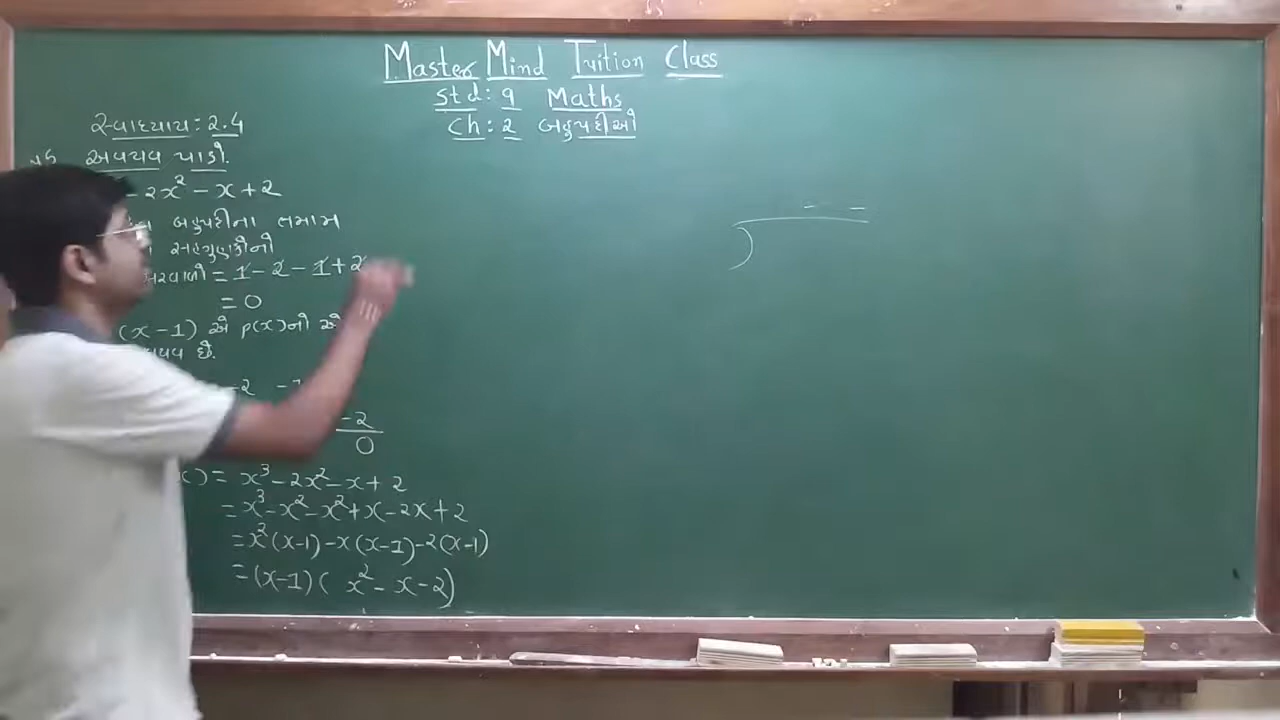 Master Mind Tuition Class
std: 9 Maths
Ch: 2 બહુપદીઓ
સ્વાધ્યાય: 2.4
અવયવ પાડો.
- 2x² - x + 2
બહુપદીના તમામ
સહગુણકોનો
સરવાળો = 1 - 2 - 1 + 2
= 0
(x-1) એ p(x)નો
છે.
-2
-2
0
= x³ - 2x² - x + 2
= x³ - x² - x² + x - 2x + 2
= x²(x-1) - x(x-1) - 2(x-1)
= (x-1)( x² - x - 2)